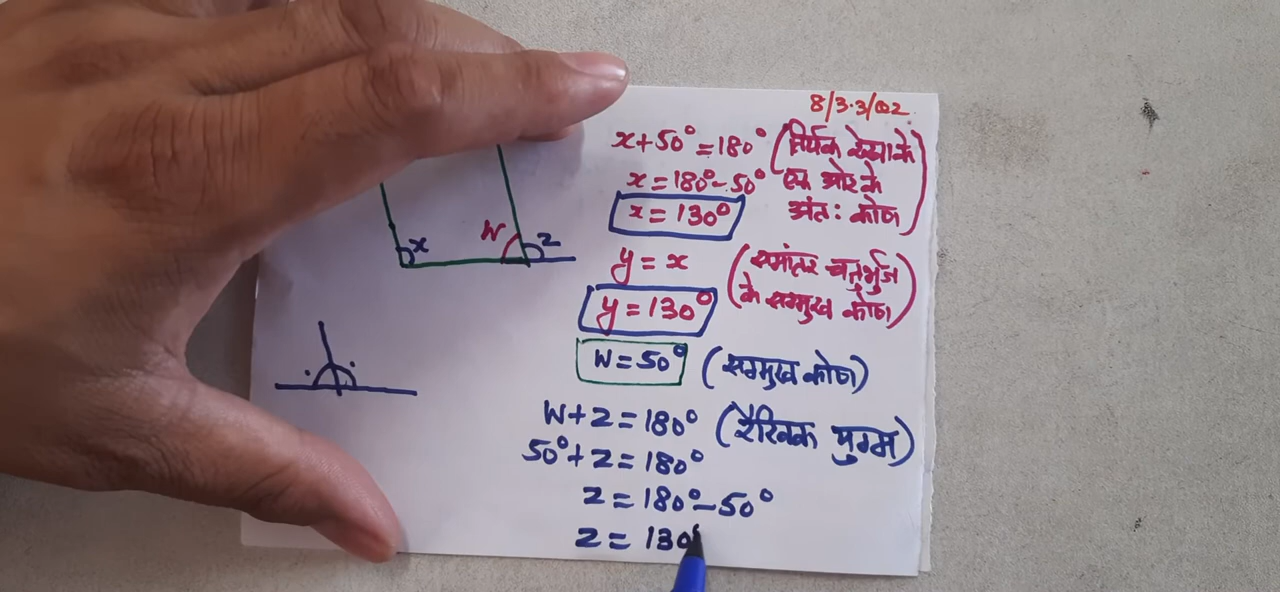 8/3.3/Q2
x+50°=180° (तिर्यक रेखा के
x=180°-50° एक ओर के
x=130° अंत: कोण)
x
W
z
y=x (समांतर चतुर्भुज
y=130° के सम्मुख कोण)
W=50° (सम्मुख कोण)
W+z=180° (रैखिक युग्म)
50°+z=180°
z=180°-50°
z=130